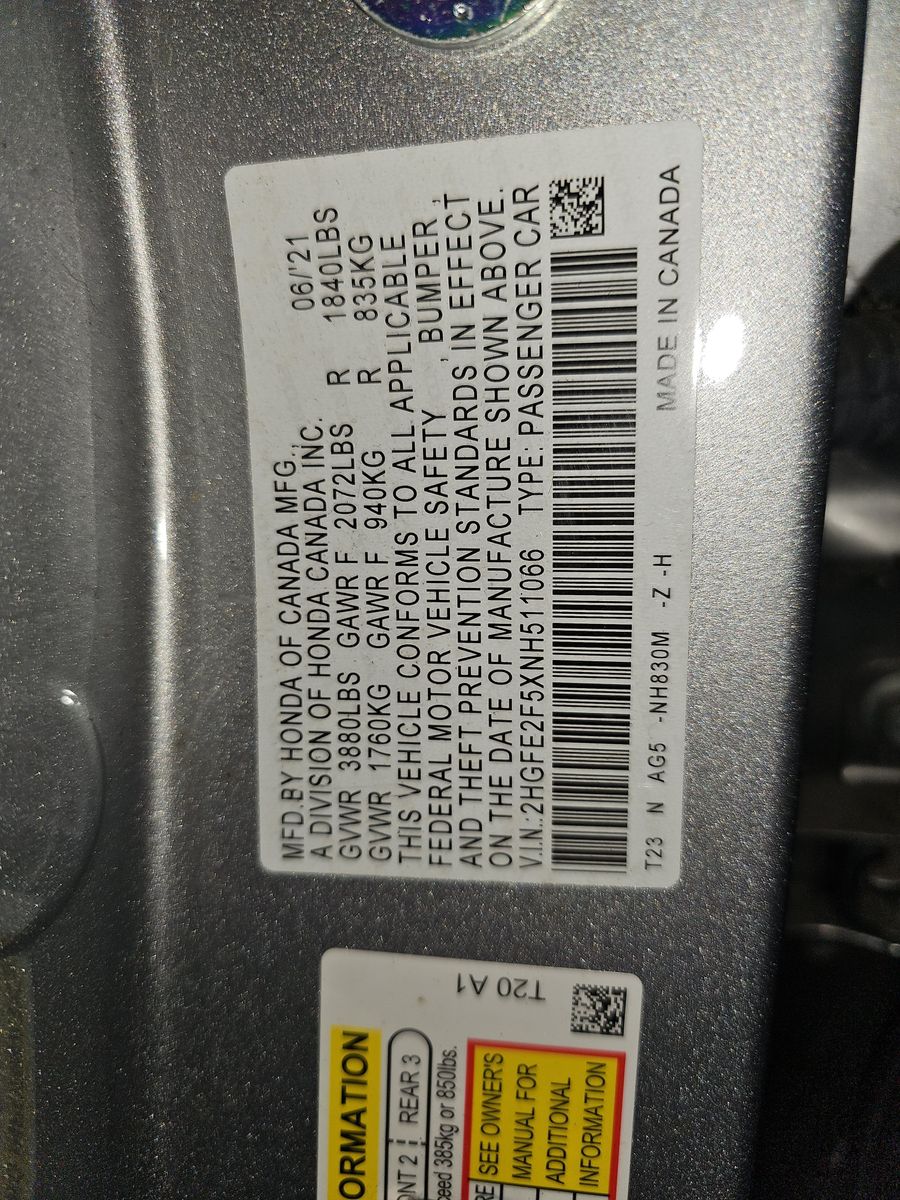 MFD.BY HONDA OF CANADA MFG., 06/'21
A DIVISION OF HONDA CANADA INC.
GVWR 3880LBS GAWR F 2072LBS R 1840LBS
GVWR 1760KG GAWR F 940KG R 835KG
THIS VEHICLE CONFORMS TO ALL APPLICABLE
FEDERAL MOTOR VEHICLE SAFETY , BUMPER ,
AND THEFT PREVENTION STANDARDS IN EFFECT
ON THE DATE OF MANUFACTURE SHOWN ABOVE.
V.I.N.:2HGFE2F5XNH511066 TYPE: PASSENGER CAR
T23 N AG5 -NH830M -Z -H MADE IN CANADA
T20 A1
ORMATION
NT 2 REAR 3
ceed 385kg or 850lbs.
RE SEE OWNER'S
MANUAL FOR
ADDITIONAL
INFORMATION